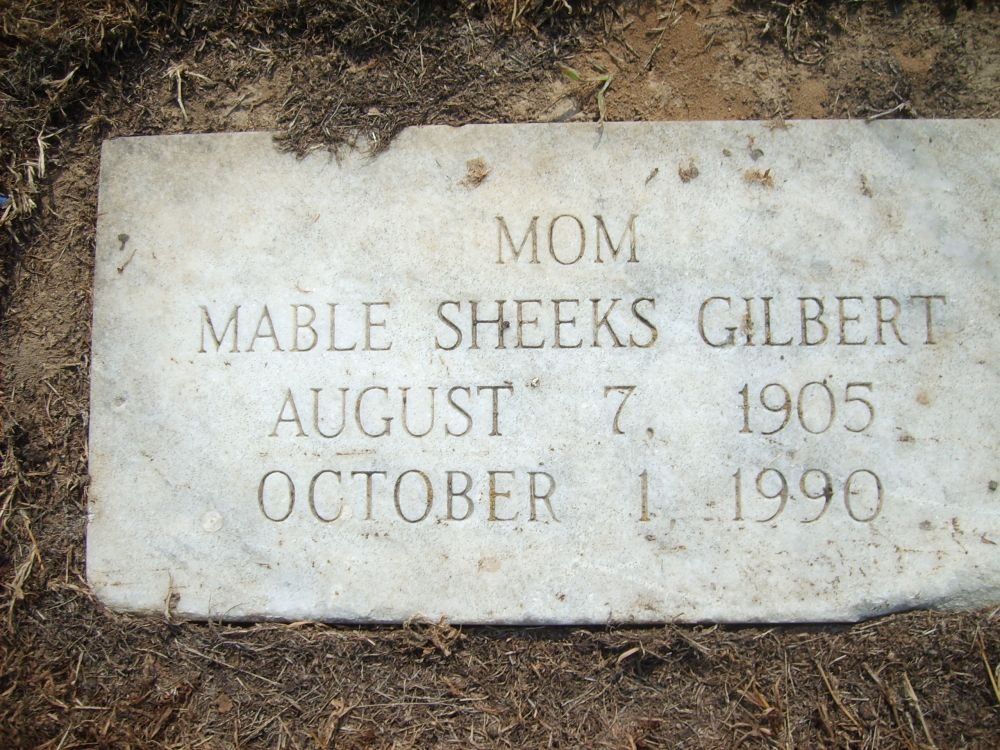 MOM
MABLE SHEEKS GILBERT
AUGUST 7, 1905
OCTOBER 1, 1990